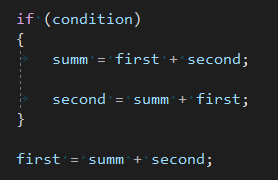 if (condition)
{
    summ = first + second;
    second = summ + first;
}
first = summ + second;